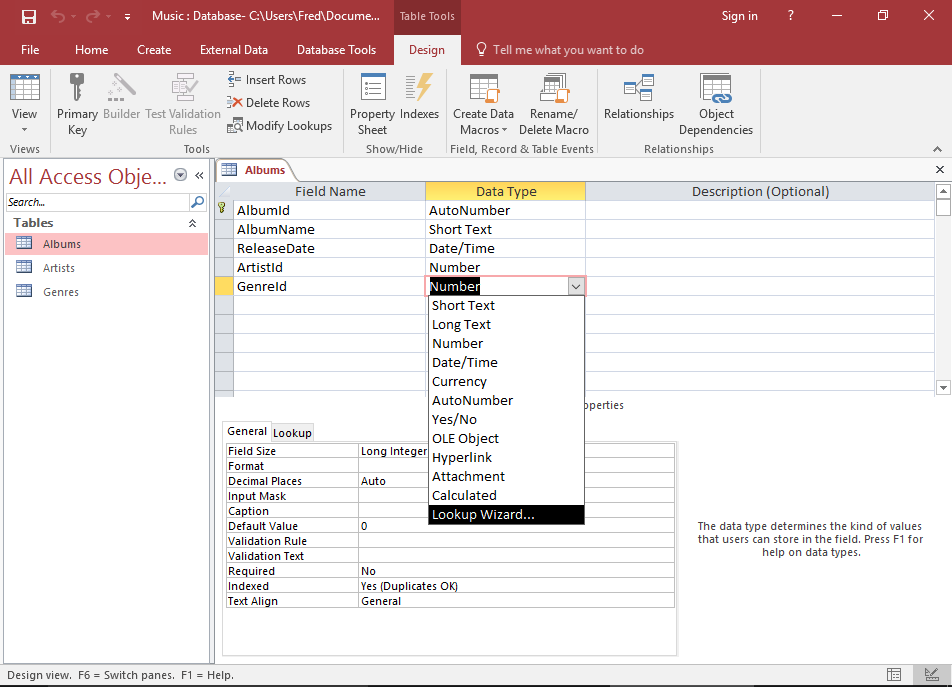 Music : Database- C:\Users\Fred\Docume...
Table Tools
Sign in
?
File
Home
Create
External Data
Database Tools
Design
Tell me what you want to do
View
Primary Key
Builder
Test Validation Rules
Insert Rows
Delete Rows
Modify Lookups
Property Sheet
Indexes
Create Data Macros
Rename/ Delete Macro
Relationships
Object Dependencies
Views
Tools
Show/Hide
Field, Record & Table Events
Relationships
All Access Obje...
Search...
Tables
Albums
Artists
Genres
Albums
Field Name
Data Type
Description (Optional)
AlbumId
AutoNumber
AlbumName
Short Text
ReleaseDate
Date/Time
ArtistId
Number
GenreId
Number
Short Text
Long Text
Number
Date/Time
Currency
AutoNumber
Yes/No
OLE Object
Hyperlink
Attachment
Calculated
Lookup Wizard...
operties
General
Lookup
Field Size
Long Integer
Format
Decimal Places
Auto
Input Mask
Caption
Default Value
0
Validation Rule
Validation Text
Required
No
Indexed
Yes (Duplicates OK)
Text Align
General
The data type determines the kind of values
that users can store in the field. Press F1 for
help on data types.
Design view. F6 = Switch panes. F1 = Help.